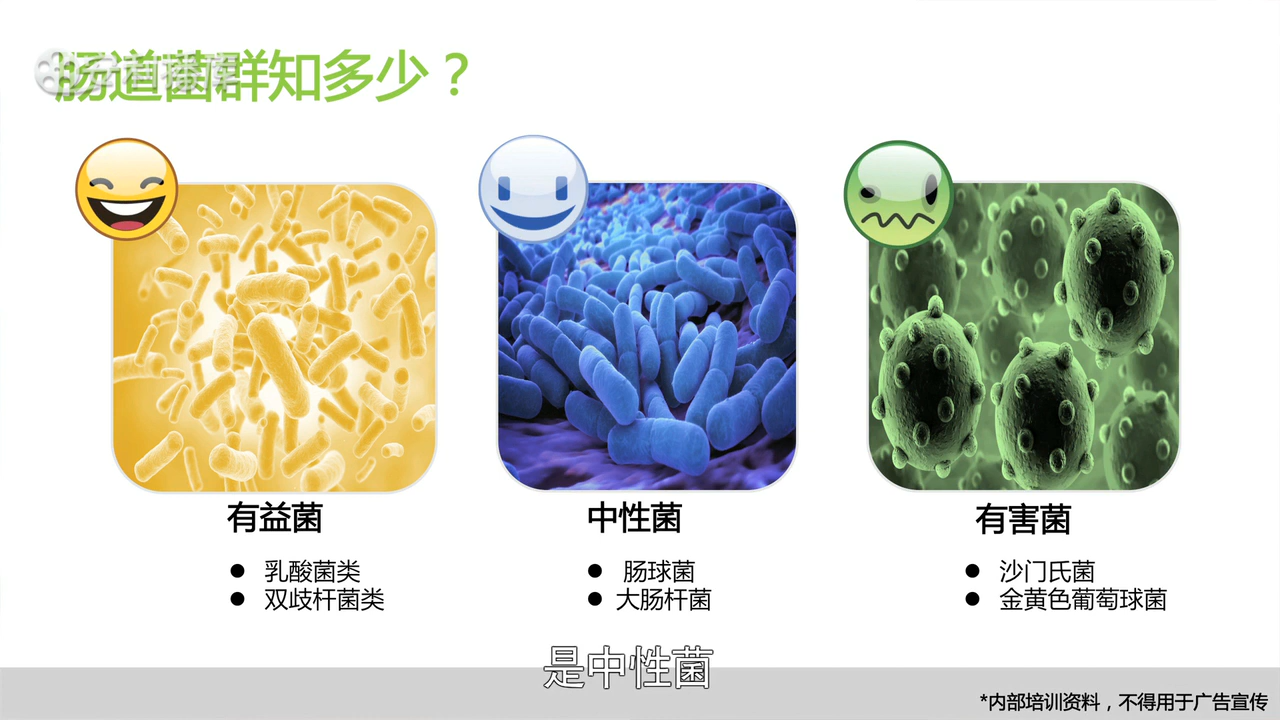 肠道菌群知多少？
有益菌
中性菌
有害菌
● 乳酸菌类
● 双歧杆菌类
● 肠球菌
● 大肠杆菌
● 沙门氏菌
● 金黄色葡萄球菌
是中性菌
*内部培训资料，不得用于广告宣传